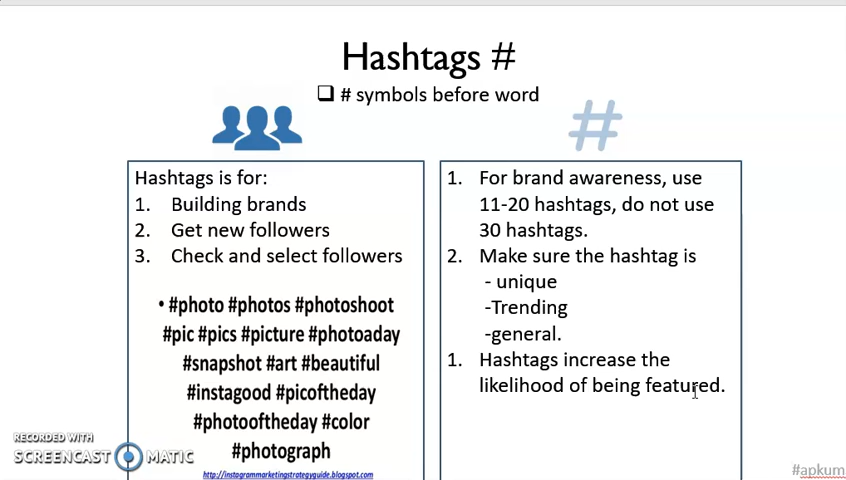 Hashtags #
# symbols before word
#
Hashtags is for:
1. Building brands
2. Get new followers
3. Check and select followers
• #photo #photos #photoshoot
#pic #pics #picture #photoaday
#snapshot #art #beautiful
#instagood #picoftheday
#photooftheday #color
#photograph
http://instagrammarketingstrategyguide.blogspot.com
1. For brand awareness, use
11-20 hashtags, do not use
30 hashtags.
2. Make sure the hashtag is
- unique
-Trending
-general.
1. Hashtags increase the
likelihood of being featured.
RECORDED WITH
SCREENCAST MATIC
#apkum